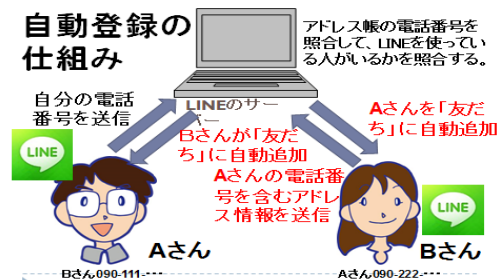 自動登録の
仕組み
アドレス帳の電話番号を
照合して、LINEを使ってい
る人がいるかを照合する。
自分の電話
番号を送信
LINEのサー
バー
Bさんが「友だ
ち」に自動追加
Aさんを「友だ
ち」に自動追加
Aさんの電話番
号を含むアドレ
ス情報を送信
LINE
LINE
Aさん
Bさん
Bさん090-111-･･･
Aさん090-222-･･･